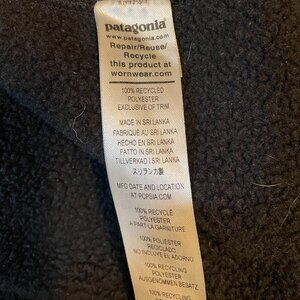 patagonia
www.patagonia.com
Repair/Reuse/
Recycle
this product at
wornwear.com
100% RECYCLED
POLYESTER
EXCLUSIVE OF TRIM
MADE IN SRI LANKA
FABRIQUÉ AU SRI LANKA
HECHO EN SRI LANKA
FATTO IN SRI LANKA
TILLVERKAD I SRI LANKA
スリランカ製
MFG DATE AND LOCATION
AT PCPSIA.COM
100% RECYCLÉ
POLYESTER
À PART LA GARNITURE
100% POLIESTER
RECICLADO
NO INCLUYE EL ADORNO
100% RECYCLING
POLYESTER
AUSGENOMMEN BESATZ
100% RECYCLING